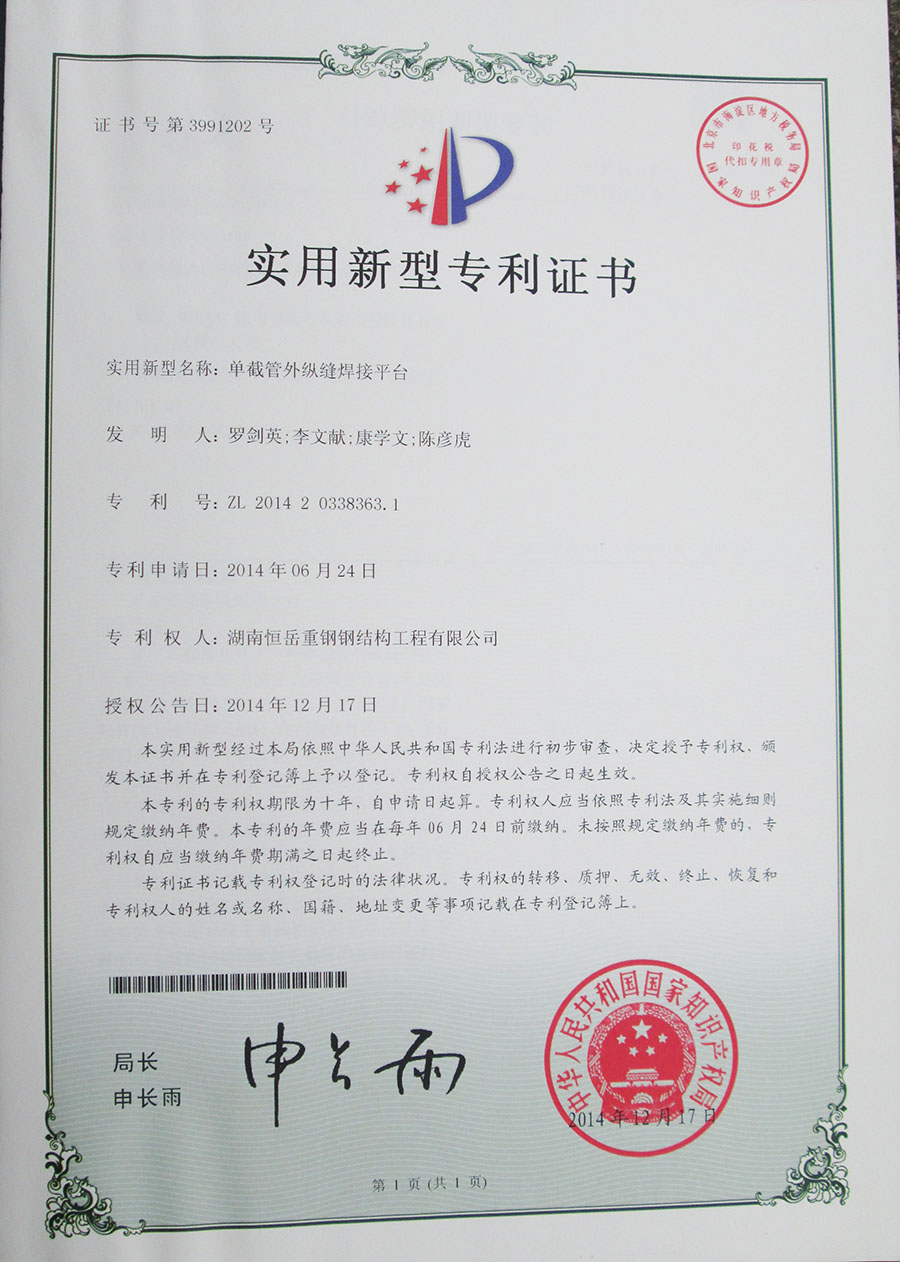 证书号第3991202号
北京市海淀区地方税务局
印花税
代扣专用章
国家知识产权局
实用新型专利证书
实用新型名称：单截管外纵缝焊接平台
发明人：罗剑英;李文献;康学文;陈彦虎
专利号：ZL 2014 2 0338363.1
专利申请日：2014年06月24日
专利权人：湖南恒岳重钢钢结构工程有限公司
授权公告日：2014年12月17日
本实用新型经过本局依照中华人民共和国专利法进行初步审查，决定授予专利权，颁
发本证书并在专利登记簿上予以登记。专利权自授权公告之日起生效。
本专利的专利权期限为十年，自申请日起算。专利权人应当依照专利法及其实施细则
规定缴纳年费。本专利的年费应当在每年06月24日前缴纳。未按照规定缴纳年费的，专
利权自应当缴纳年费期满之日起终止。
专利证书记载专利权登记时的法律状况。专利权的转移、质押、无效、终止、恢复和
专利权人的姓名或名称、国籍、地址变更等事项记载在专利登记簿上。
局长
申长雨
申长雨
中华人民共和国国家知识产权局
2014年12月17日
第1页(共1页)